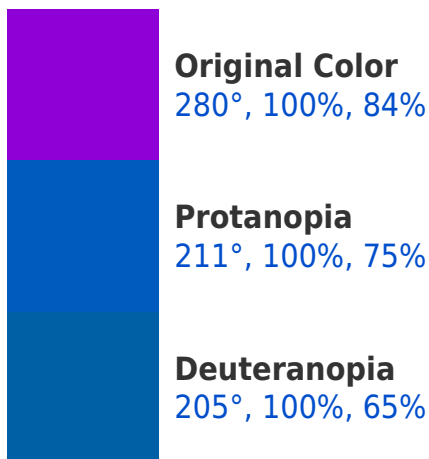 Original Color
280°, 100%, 84%
Protanopia
211°, 100%, 75%
Deuteranopia
205°, 100%, 65%